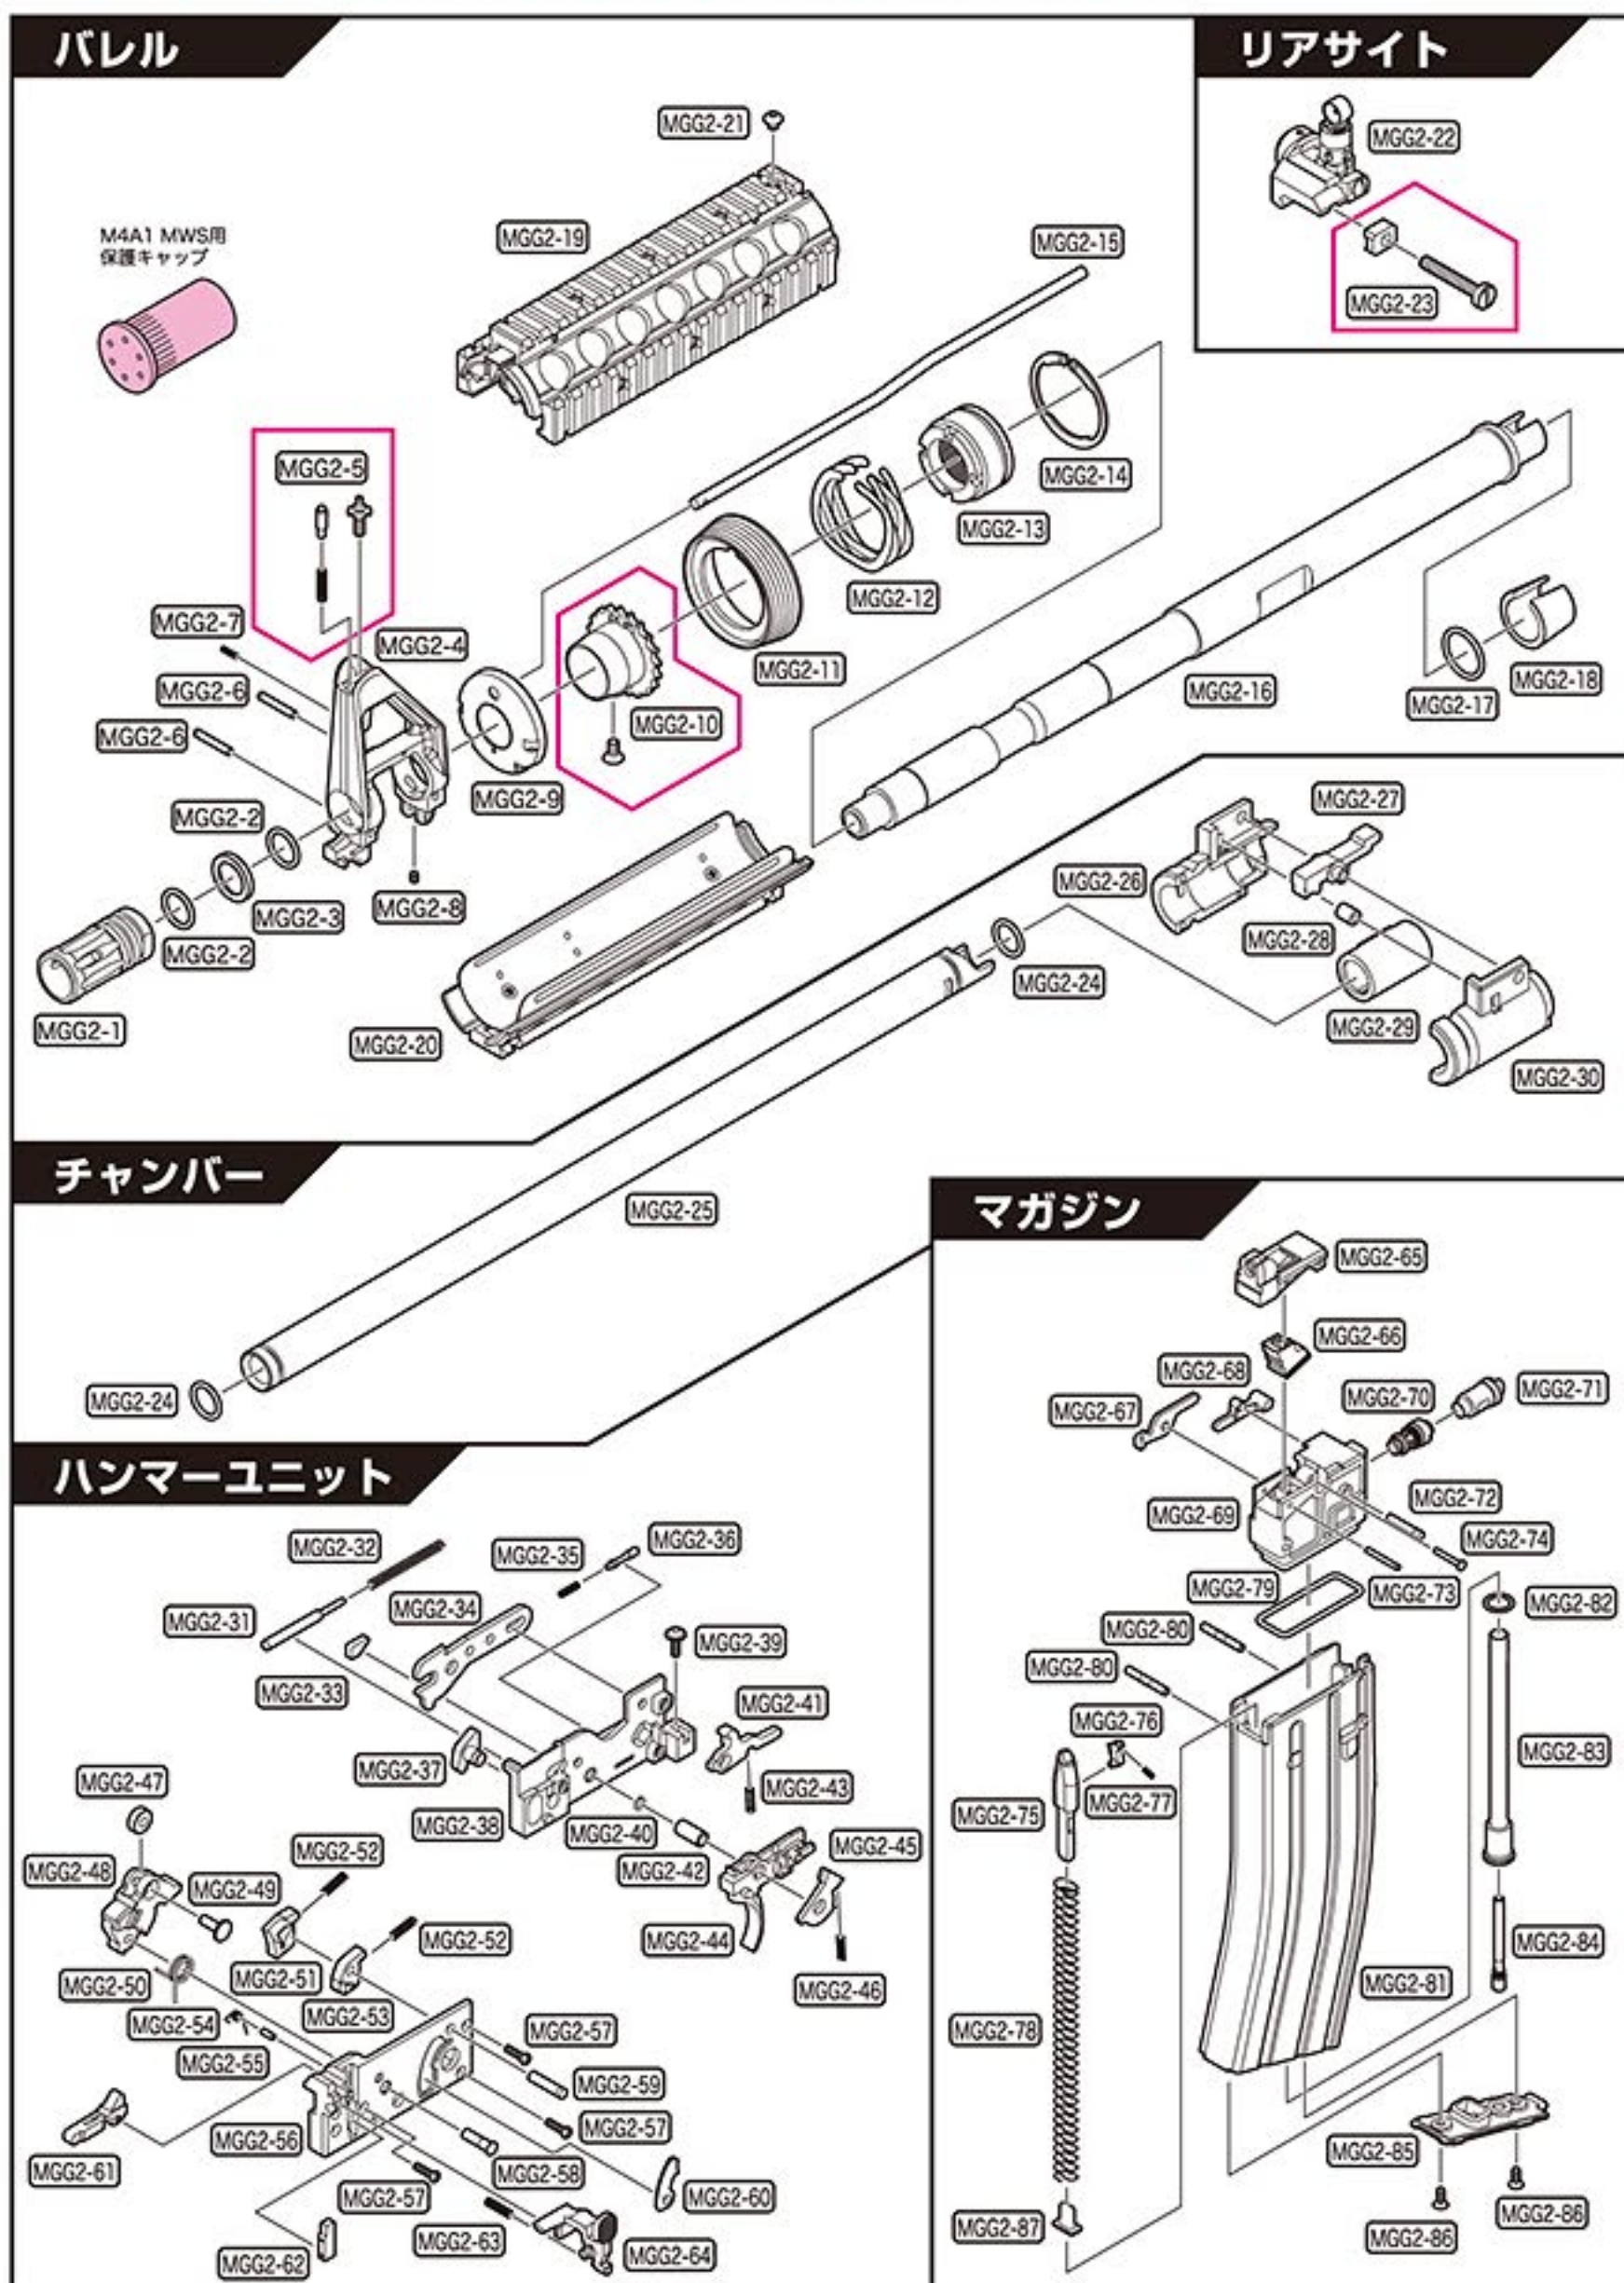 バレル
リアサイト
MGG2-21
MGG2-22
MGG2-19
MGG2-15
M4A1 MWS用
保護キャップ
MGG2-23
MGG2-5
MGG2-14
MGG2-13
MGG2-12
MGG2-7
MGG2-4
MGG2-11
MGG2-6
MGG2-16
MGG2-17
MGG2-18
MGG2-10
MGG2-6
MGG2-9
MGG2-2
MGG2-3
MGG2-8
MGG2-2
MGG2-1
MGG2-20
MGG2-27
MGG2-26
MGG2-28
MGG2-24
MGG2-29
MGG2-30
チャンバー
MGG2-25
MGG2-24
マガジン
MGG2-65
MGG2-66
MGG2-68
MGG2-70
MGG2-71
MGG2-67
MGG2-69
MGG2-72
MGG2-74
MGG2-79
MGG2-73
MGG2-82
MGG2-80
MGG2-80
MGG2-76
MGG2-83
MGG2-77
MGG2-75
MGG2-84
MGG2-81
MGG2-78
MGG2-85
MGG2-86
MGG2-86
MGG2-87
ハンマーユニット
MGG2-32
MGG2-35
MGG2-36
MGG2-31
MGG2-34
MGG2-39
MGG2-33
MGG2-41
MGG2-37
MGG2-43
MGG2-38
MGG2-40
MGG2-42
MGG2-45
MGG2-44
MGG2-46
MGG2-47
MGG2-52
MGG2-48
MGG2-49
MGG2-52
MGG2-50
MGG2-51
MGG2-53
MGG2-54
MGG2-55
MGG2-57
MGG2-59
MGG2-56
MGG2-57
MGG2-61
MGG2-58
MGG2-57
MGG2-60
MGG2-62
MGG2-63
MGG2-64